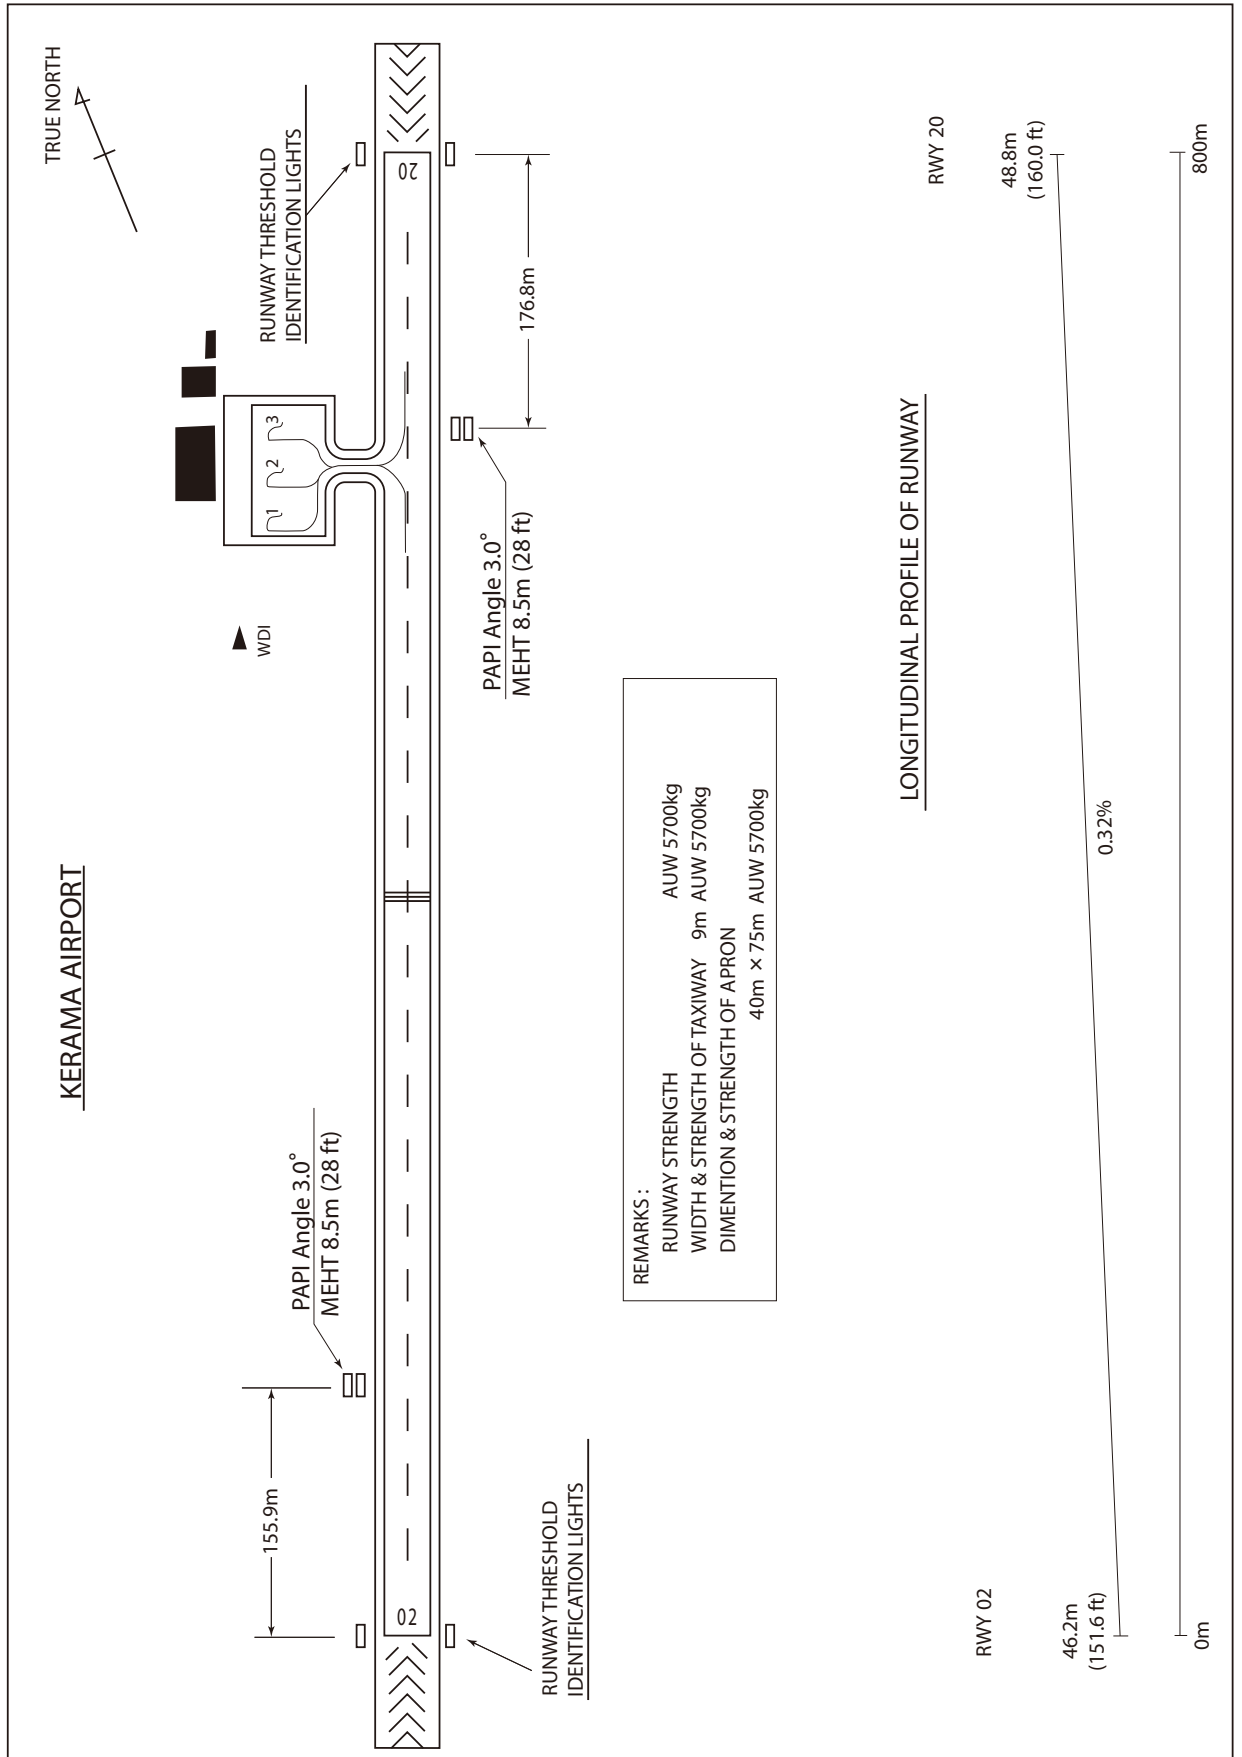 KERAMA AIRPORT
TRUE NORTH
RUNWAY THRESHOLD
IDENTIFICATION LIGHTS
1
2
3
WDI
PAPI Angle 3.0°
MEHT 8.5m (28 ft)
155.9m
02
20
176.8m
PAPI Angle 3.0°
MEHT 8.5m (28 ft)
RUNWAY THRESHOLD
IDENTIFICATION LIGHTS
REMARKS :
RUNWAY STRENGTH AUW 5700kg
WIDTH & STRENGTH OF TAXIWAY 9m AUW 5700kg
DIMENTION & STRENGTH OF APRON
40m × 75m AUW 5700kg
LONGITUDINAL PROFILE OF RUNWAY
RWY 02
RWY 20
46.2m
(151.6 ft)
48.8m
(160.0 ft)
0.32%
0m
800m